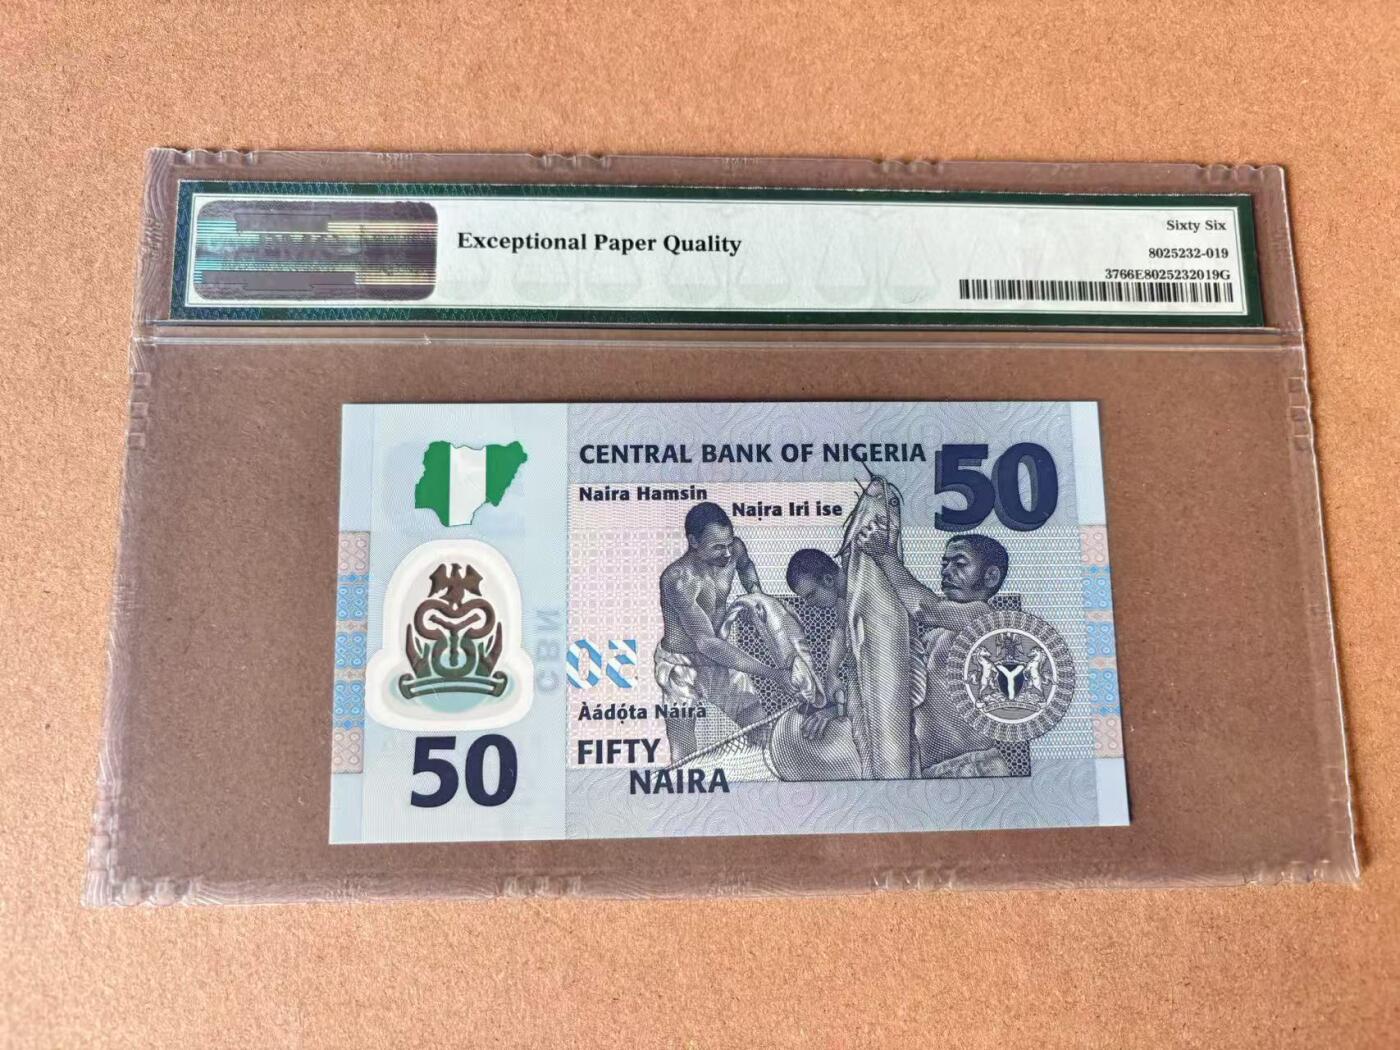 Exceptional Paper Quality
Sixty Six
8025232-019
3766E8025232019G
CENTRAL BANK OF NIGERIA
50
Naira Hamsin
Naịra Iri ise
CBN
50
Àádọ́ta Náírà
FIFTY
NAIRA
50